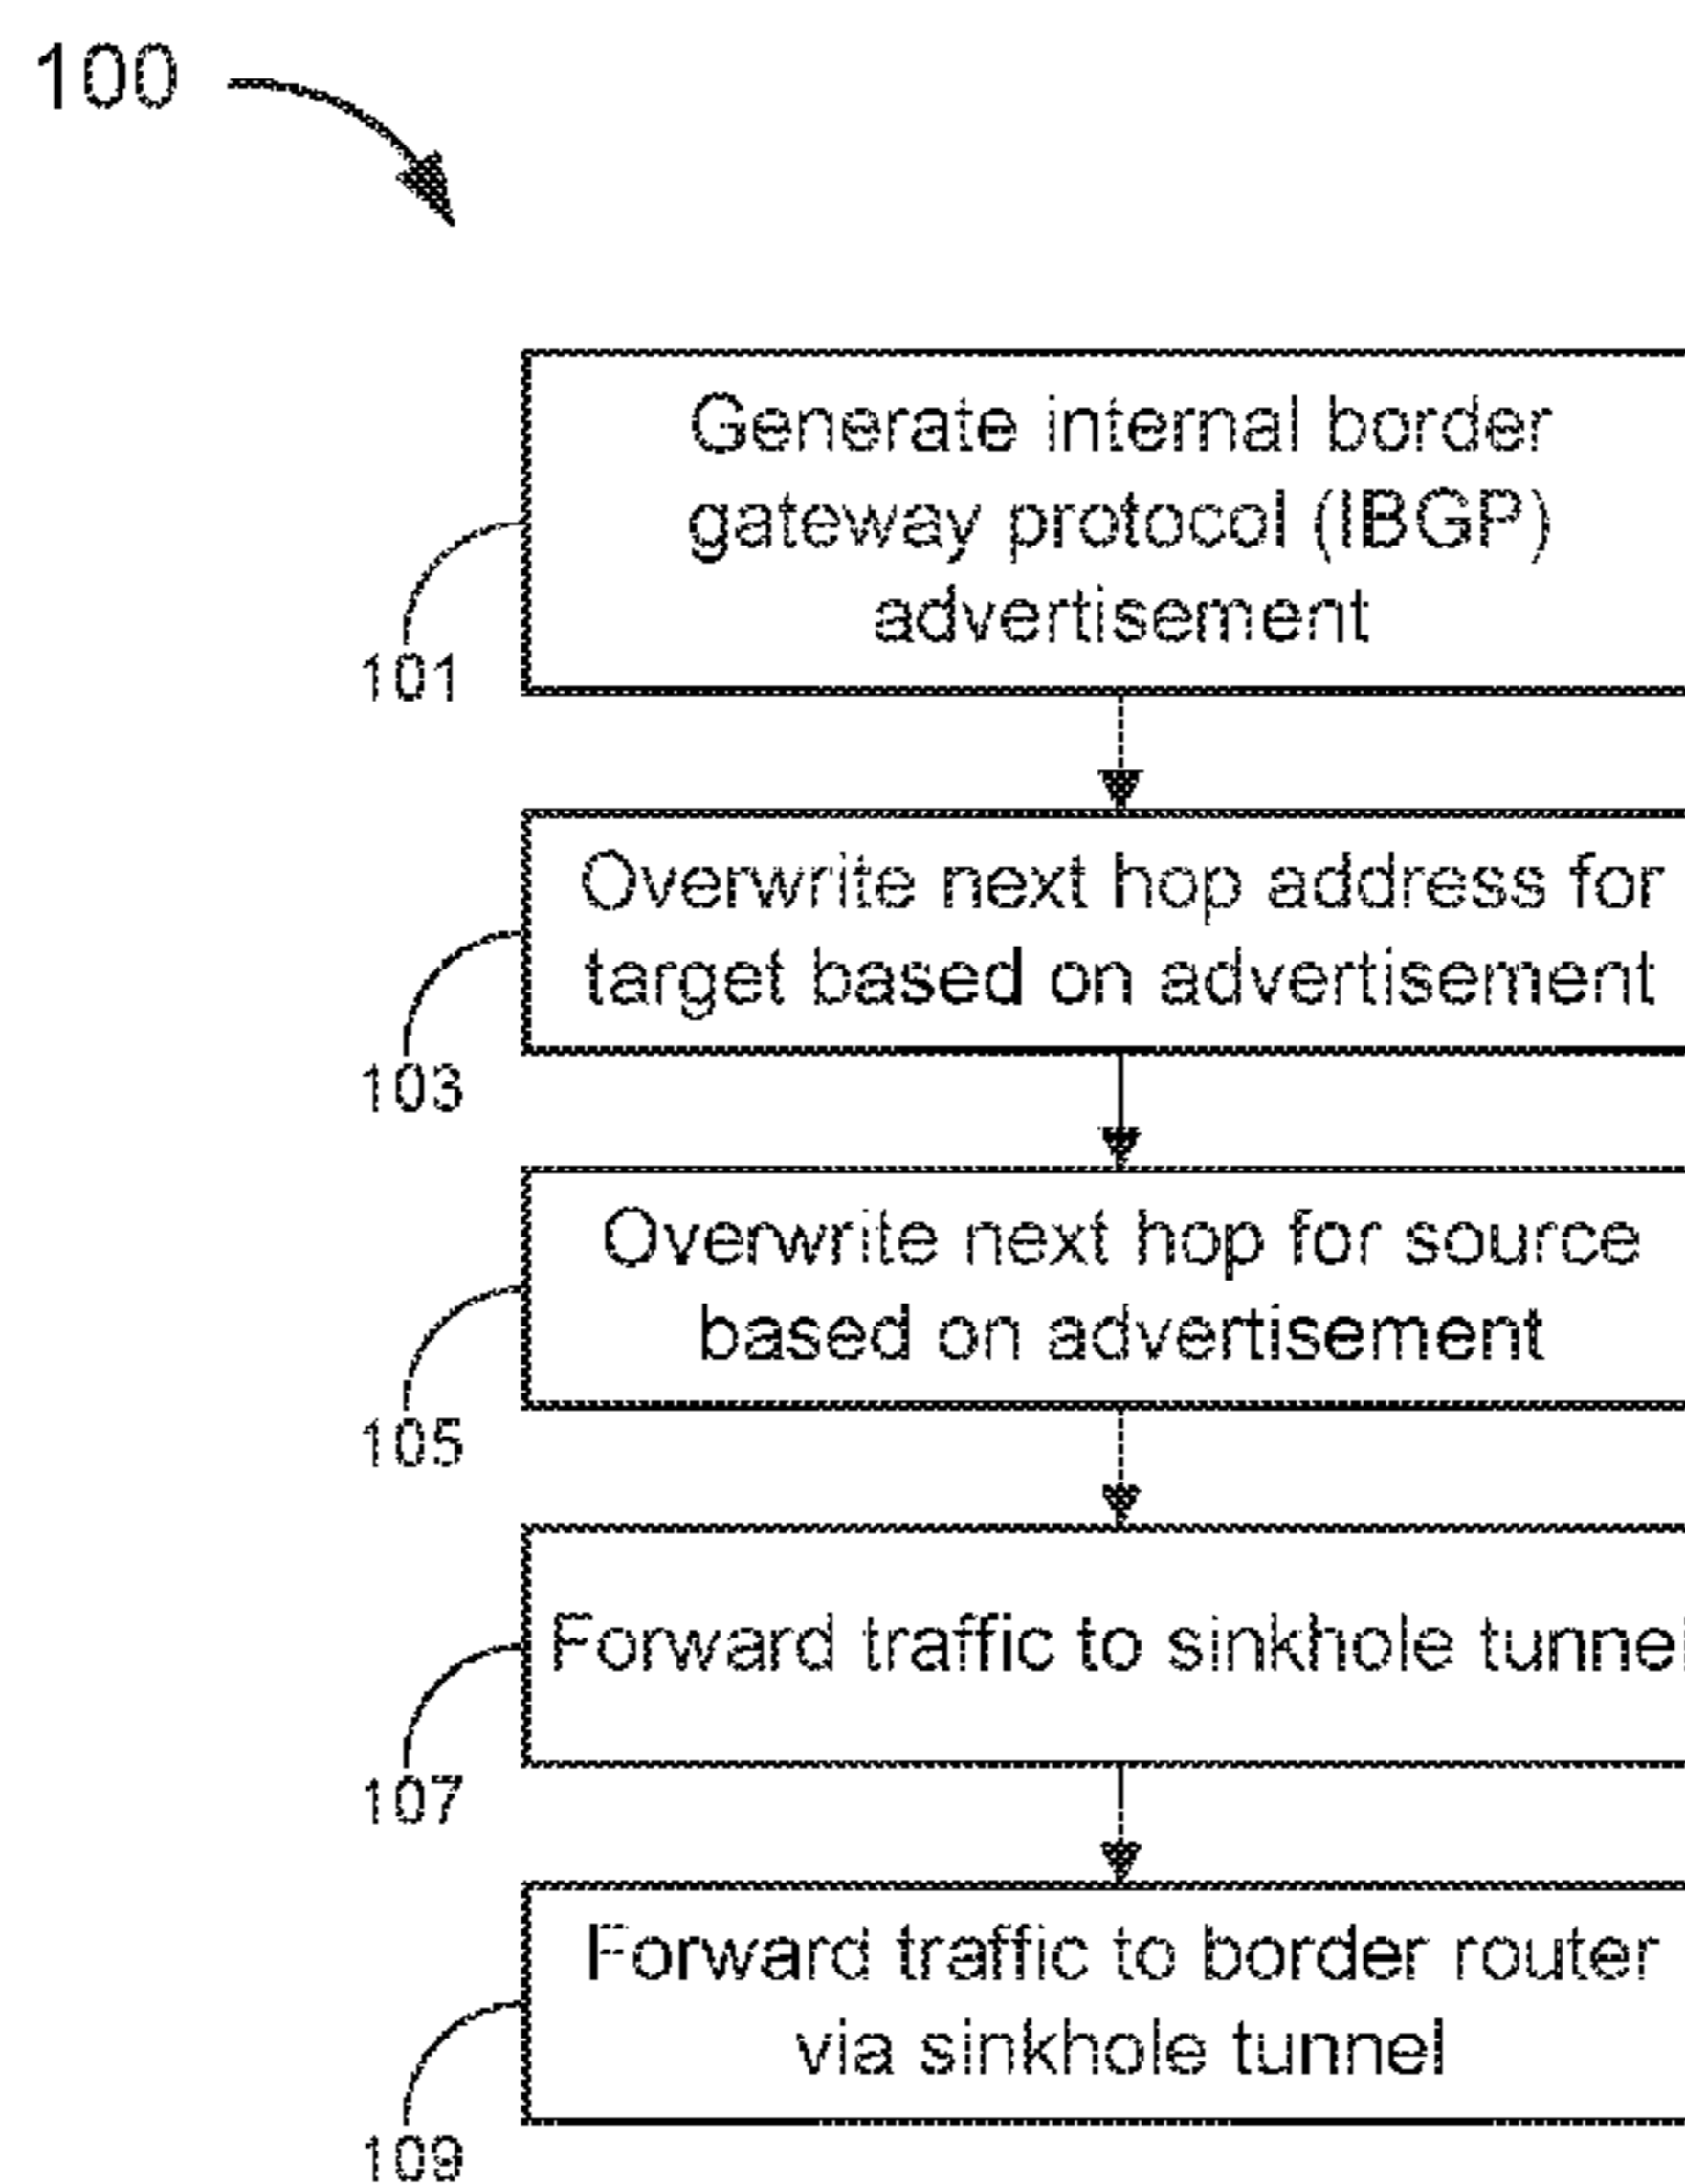 100
Generate internal border
gateway protocol (IBGP)
advertisement
101
Overwrite next hop address for
target based on advertisement
103
Overwrite next hop for source
based on advertisement
105
Forward traffic to sinkhole tunnel
107
Forward traffic to border router
via sinkhole tunnel
109